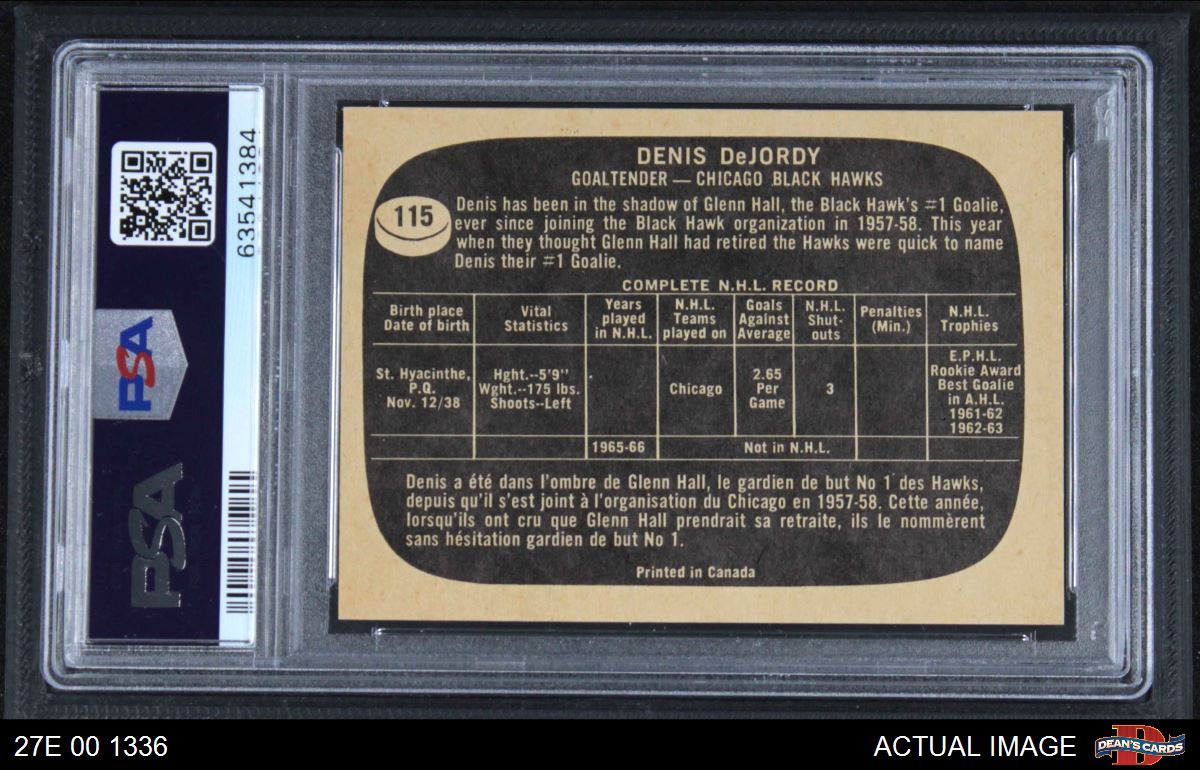 63541384
PSA
PSA
DENIS DeJORDY
GOALTENDER — CHICAGO BLACK HAWKS
115
Denis has been in the shadow of Glenn Hall, the Black Hawk's #1 Goalie,
ever since joining the Black Hawk organization in 1957-58. This year
when they thought Glenn Hall had retired the Hawks were quick to name
Denis their #1 Goalie.
COMPLETE N.H.L. RECORD
Birth place
Date of birth
Vital
Statistics
Years
played
in N.H.L.
N.H.L.
Teams
played on
Goals
Against
Average
N.H.L.
Shut-
outs
Penalties
(Min.)
N.H.L.
Trophies
St. Hyacinthe,
P.Q.
Nov. 12/38
Hght.--5'9"
Wght.--175 lbs.
Shoots--Left
Chicago
2.65
Per
Game
3
E.P.H.L.
Rookie Award
Best Goalie
in A.H.L.
1961-62
1962-63
1965-66
Not in N.H.L.
Denis a été dans l'ombre de Glenn Hall, le gardien de but No 1 des Hawks,
depuis qu'il s'est joint à l'organisation du Chicago en 1957-58. Cette année,
lorsqu'ils ont cru que Glenn Hall prendrait sa retraite, ils le nommèrent
sans hésitation gardien de but No 1.
Printed in Canada
27E 00 1336
ACTUAL IMAGE
DEAN'S CARDS